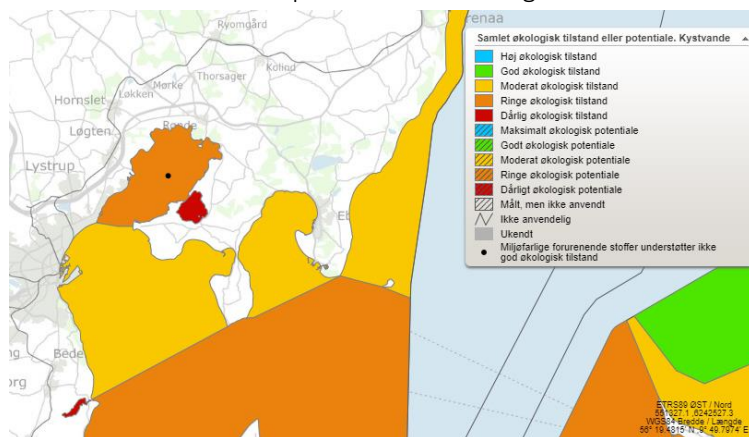 Ryomgård
Kolind
Thorsager
Mørke
Løkken
Hornslet
Løgten
Rønde
Lystrup
Bede
org
Samlet økologisk tilstand eller potentiale. Kystvande
Høj økologisk tilstand
God økologisk tilstand
Moderat økologisk tilstand
Ringe økologisk tilstand
Dårlig økologisk tilstand
Maksimalt økologisk potentiale
Godt økologisk potentiale
Moderat økologisk potentiale
Ringe økologisk potentiale
Dårligt økologisk potentiale
Målt, men ikke anvendt
Ikke anvendelig
Ukendt
Miljøfarlige forurenende stoffer understøtter ikke
god økologisk tilstand
ETRS89 ØST / Nord
WGS84 Bredde / Længde